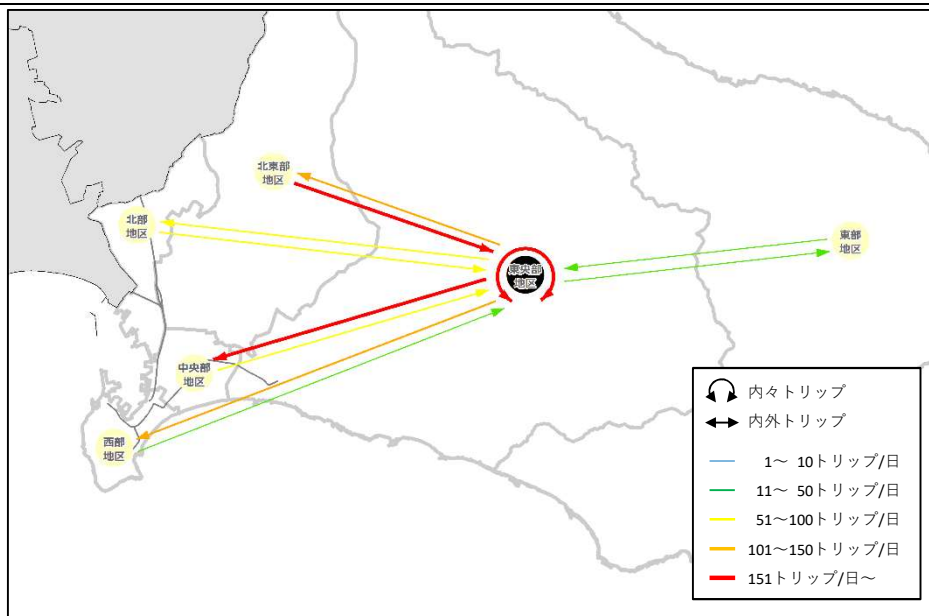 北東部
地区
北部
地区
東部
地区
東央部
地区
中央部
地区
西部
地区
内々トリップ
内外トリップ
1～ 10トリップ/日
11～ 50トリップ/日
51～100トリップ/日
101～150トリップ/日
151トリップ/日～